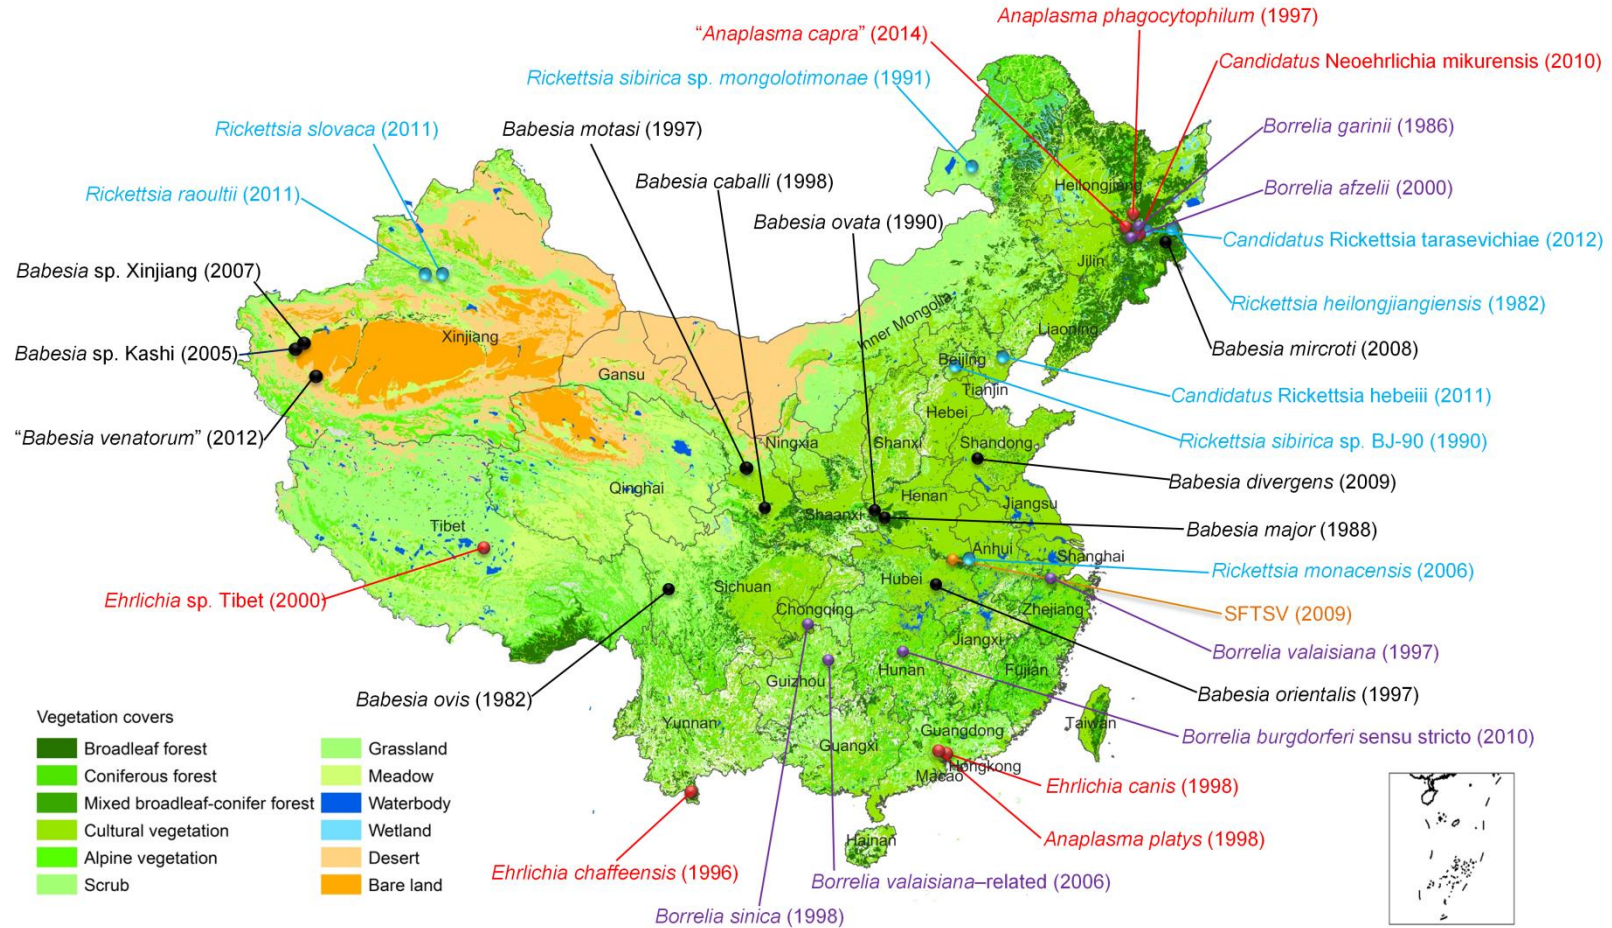 Anaplasma phagocytophilum (1997)
“Anaplasma capra” (2014)
Candidatus Neoehrlichia mikurensis (2010)
Rickettsia sibirica sp. mongolotimonae (1991)
Borrelia garinii (1986)
Rickettsia slovaca (2011)
Babesia motasi (1997)
Babesia caballi (1998)
Heilongjiang
Borrelia afzelii (2000)
Rickettsia raoultii (2011)
Babesia ovata (1990)
Candidatus Rickettsia tarasevichiae (2012)
Jilin
Babesia sp. Xinjiang (2007)
Rickettsia heilongjiangiensis (1982)
Inner Mongolia
Liaoning
Xinjiang
Babesia sp. Kashi (2005)
Babesia mircroti (2008)
Beijing
Gansu
Tianjin
Candidatus Rickettsia hebeiii (2011)
Hebei
“Babesia venatorum” (2012)
Ningxia
Shanxi
Shandong
Rickettsia sibirica sp. BJ-90 (1990)
Babesia divergens (2009)
Qinghai
Henan
Jiangsu
Shaanxi
Tibet
Babesia major (1988)
Anhui
Shanghai
Rickettsia monacensis (2006)
Sichuan
Hubei
Ehrlichia sp. Tibet (2000)
Chongqing
Zhejiang
SFTSV (2009)
Jiangxi
Borrelia valaisiana (1997)
Hunan
Fujian
Guizhou
Babesia ovis (1982)
Babesia orientalis (1997)
Yunnan
Taiwan
Guangdong
Borrelia burgdorferi sensu stricto (2010)
Guangxi
Hongkong
Macao
Ehrlichia canis (1998)
Hainan
Anaplasma platys (1998)
Ehrlichia chaffeensis (1996)
Borrelia valaisiana–related (2006)
Borrelia sinica (1998)
Vegetation covers
Broadleaf forest
Coniferous forest
Mixed broadleaf-conifer forest
Cultural vegetation
Alpine vegetation
Scrub
Grassland
Meadow
Waterbody
Wetland
Desert
Bare land